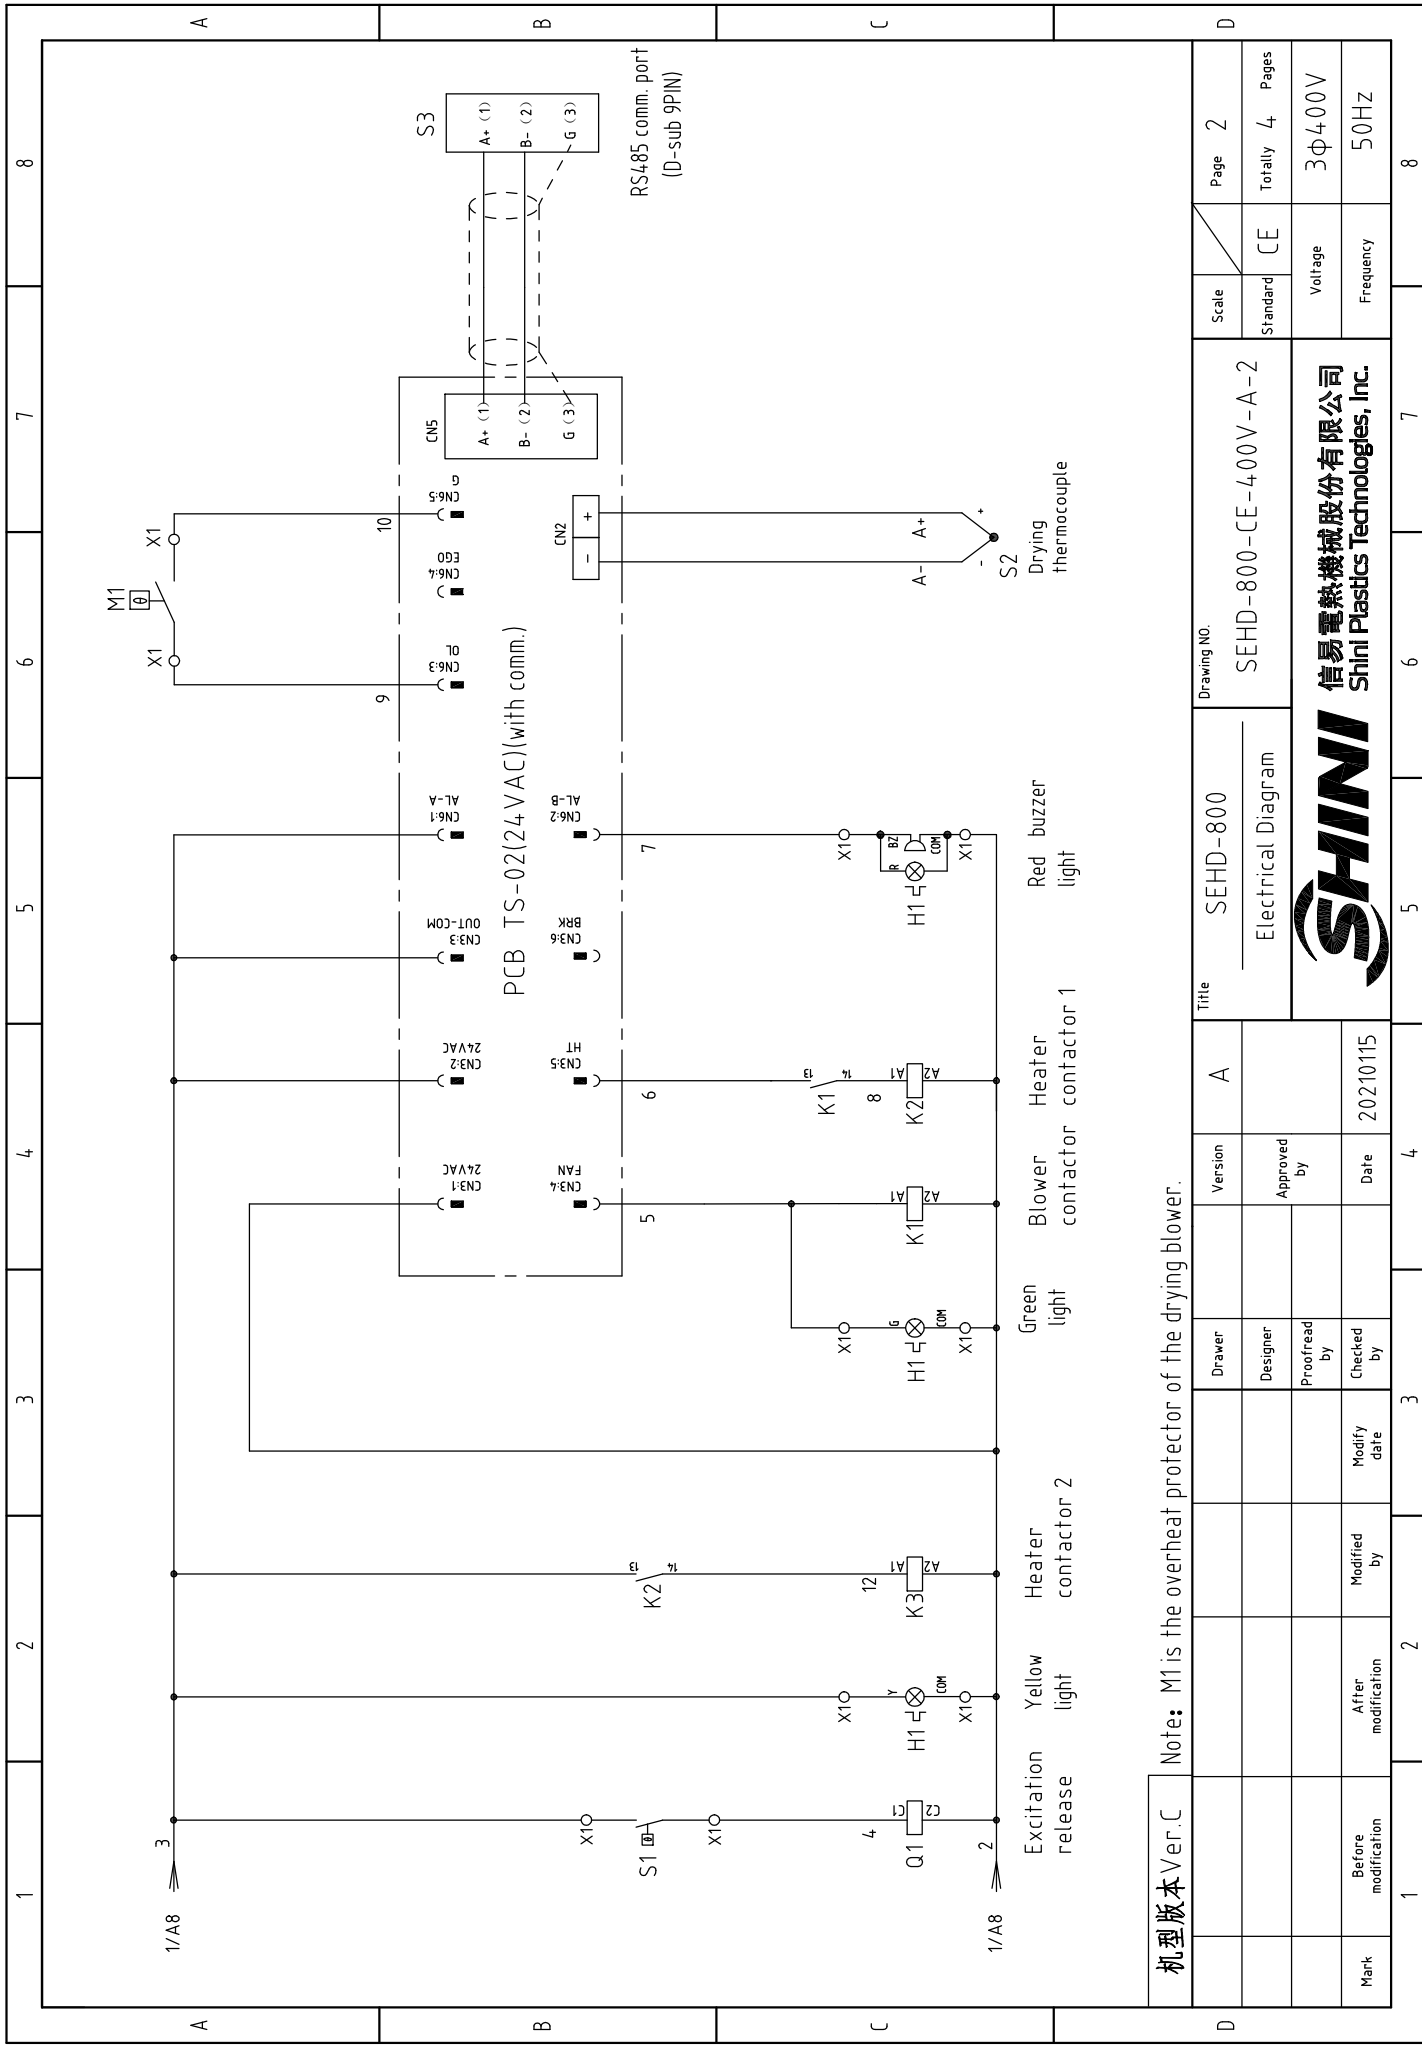 1 2 3 4 5 6 7 8
A
B
C
D
A
B
C
D
1/A8
3
1/A8
2
X1
S1
X1
4
Q1
C1
C2
Excitation
release
X1
H1
Y
COM
X1
Yellow
light
K2
13
14
12
K3
A1
A2
Heater
contactor 2
X1
H1
G
COM
X1
Green
light
CN3:1
24VAC
CN3:4
FAN
5
K1
A1
A2
Blower
contactor
CN3:2
24VAC
CN3:5
HT
6
K1
13
14
8
K2
A1
A2
Heater
contactor 1
CN3:3
OUT-COM
CN3:6
BRK
PCB TS-02(24VAC)(with comm.)
CN6:1
AL-A
CN6:2
AL-B
7
X1
R
BZ
H1
COM
X1
Red buzzer
light
M1
θ
X1
X1
9
10
CN6:3
OL
CN6:4
EGO
CN6:5
G
CN2
- +
A- A+
- +
S2
Drying
thermocouple
CN5
A+ (1)
B- (2)
G (3)
S3
A+ (1)
B- (2)
G (3)
RS485 comm. port
(D-sub 9PIN)
机型版本Ver.C
Note: M1 is the overheat protector of the drying blower.
Mark
Before
modification
After
modification
Modified
by
Modify
date
Drawer
Designer
Proofread
by
Checked
by
Version
A
Approved
by
Date
20210115
Title
SEHD-800
Electrical Diagram
Drawing NO.
SEHD-800-CE-400V-A-2
SHINI
信易電熱機械股份有限公司
Shini Plastics Technologies, Inc.
Scale
Page 2
Standard CE
Totally 4 Pages
Voltage
3Φ400V
Frequency
50HZ
1 2 3 4 5 6 7 8